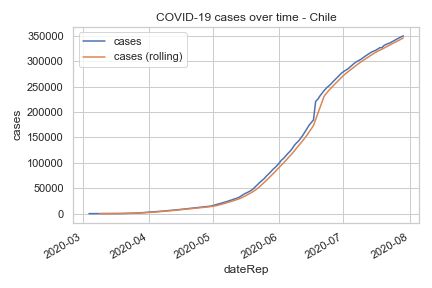 COVID-19 cases over time - Chile
cases
cases (rolling)
cases
350000
300000
250000
200000
150000
100000
50000
0
2020-03
2020-04
2020-05
2020-06
2020-07
2020-08
dateRep